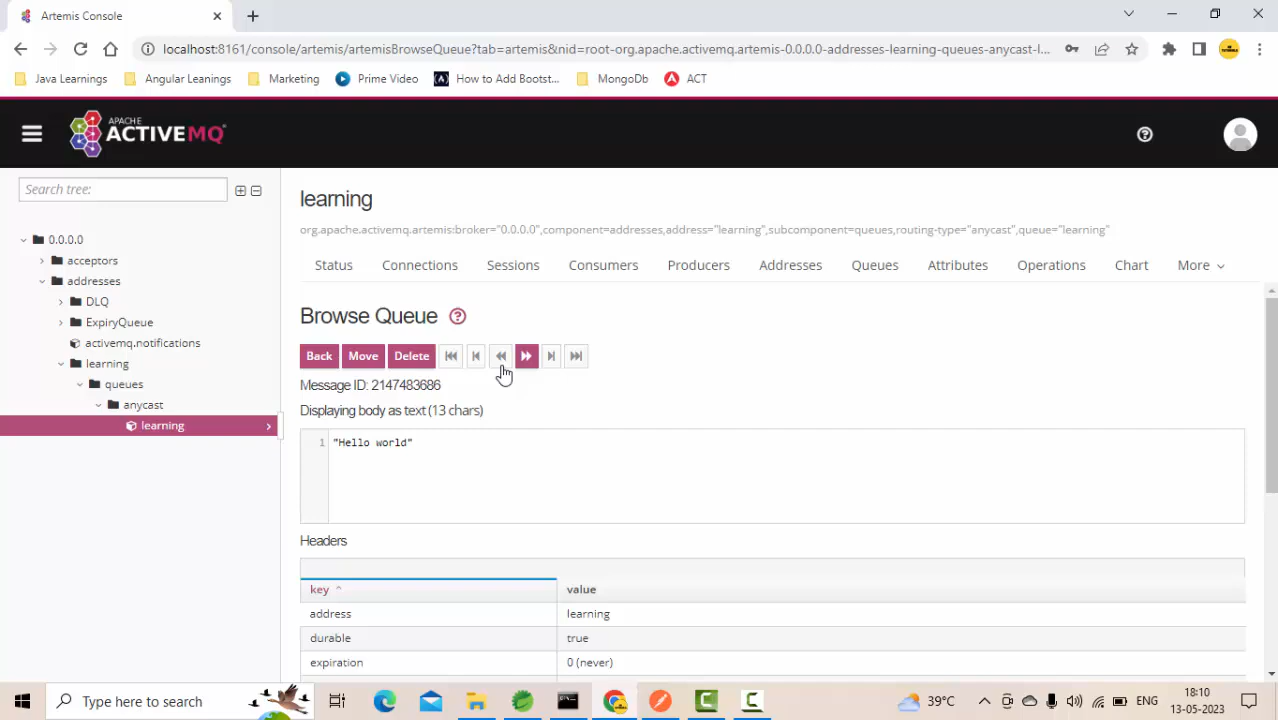 Artemis Console
localhost:8161/console/artemis/artemisBrowseQueue?tab=artemis&nid=root-org.apache.activemq.artemis-0.0.0.0-addresses-learning-queues-anycast-l...
Java Learnings Angular Leanings Marketing Prime Video How to Add Bootst... MongoDb ACT
APACHE
ACTIVEMQ
Search tree:
learning
org.apache.activemq.artemis:broker="0.0.0.0",component=addresses,address="learning",subcomponent=queues,routing-type="anycast",queue="learning"
0.0.0.0
acceptors
addresses
DLQ
ExpiryQueue
activemq.notifications
learning
queues
anycast
learning
Status Connections Sessions Consumers Producers Addresses Queues Attributes Operations Chart More
Browse Queue
Back Move Delete
Message ID: 2147483686
Displaying body as text (13 chars)
1 "Hello world"
Headers
key value
address learning
durable true
expiration 0 (never)
Type here to search
39°C ENG 18:10
13-05-2023